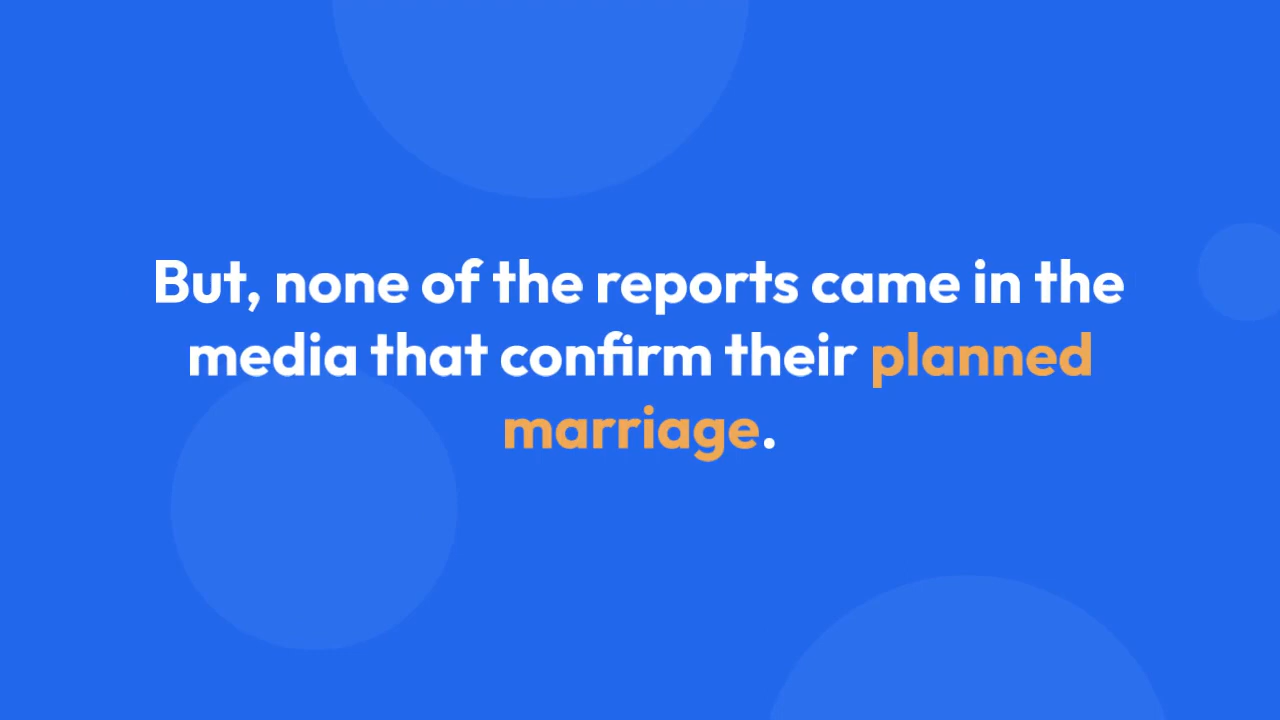 But, none of the reports came in the
media that confirm their planned
marriage.